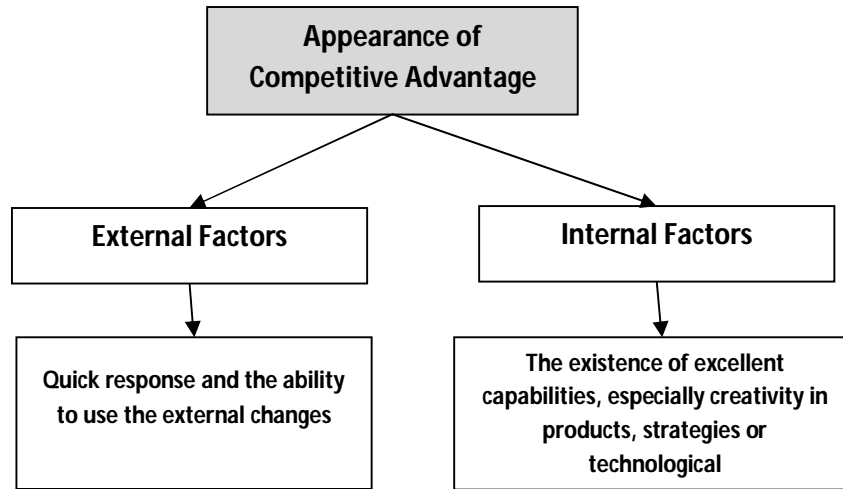 Appearance of
Competitive Advantage
External Factors
Internal Factors
Quick response and the ability
to use the external changes
The existence of excellent
capabilities, especially creativity in
products, strategies or
technological